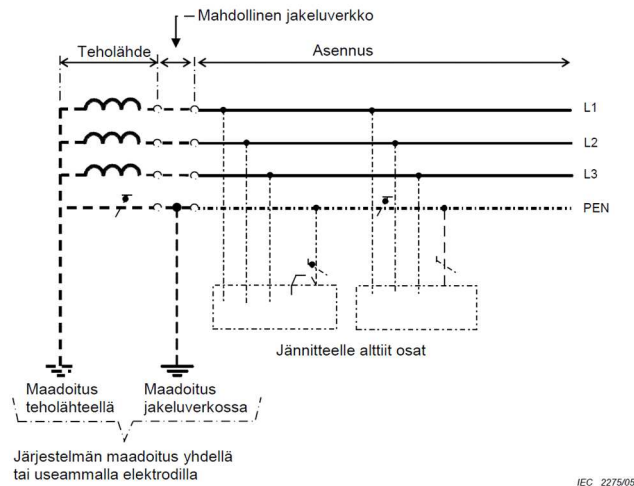 Mahdollinen jakeluverkko
Teholähde
Asennus
L1
L2
L3
PEN
Jännitteelle alttiit osat
Maadoitus
teholähteellä
Maadoitus
jakeluverkossa
Järjestelmän maadoitus yhdellä
tai useammalla elektrodilla
IEC 2275/05